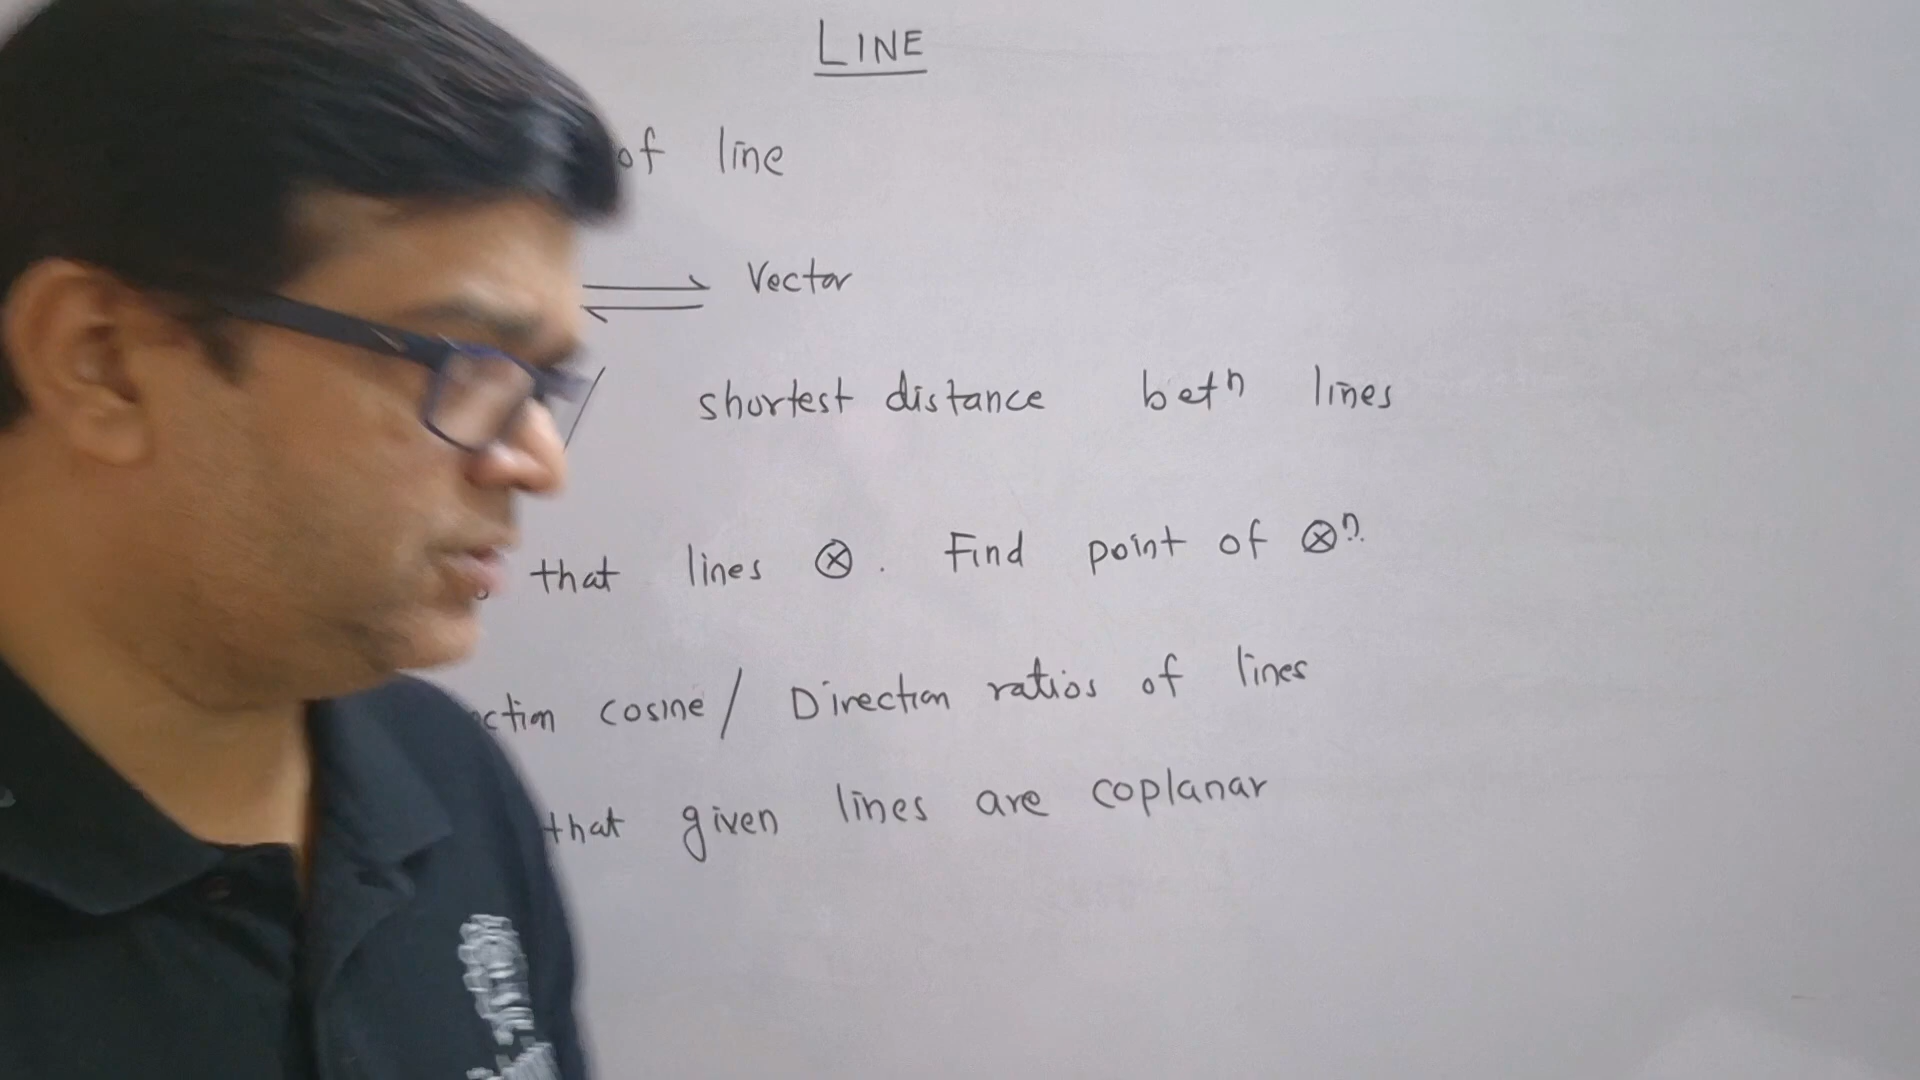 LINE
of line
⇌ Vector
/ shortest distance betn lines
that lines ⊗. Find point of ⊗n.
ction cosine / Direction ratios of lines
that given lines are coplanar